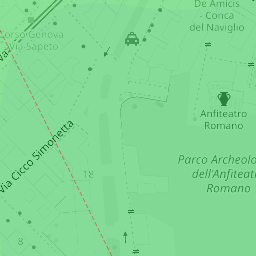 De Amicis
- Conca
del Naviglio
Corso Genova
Via Sapeto
Anfiteatro
Romano
Via Cicco Simonetta
Parco Archeolo
dell'Anfiteatr
Romano
18
8